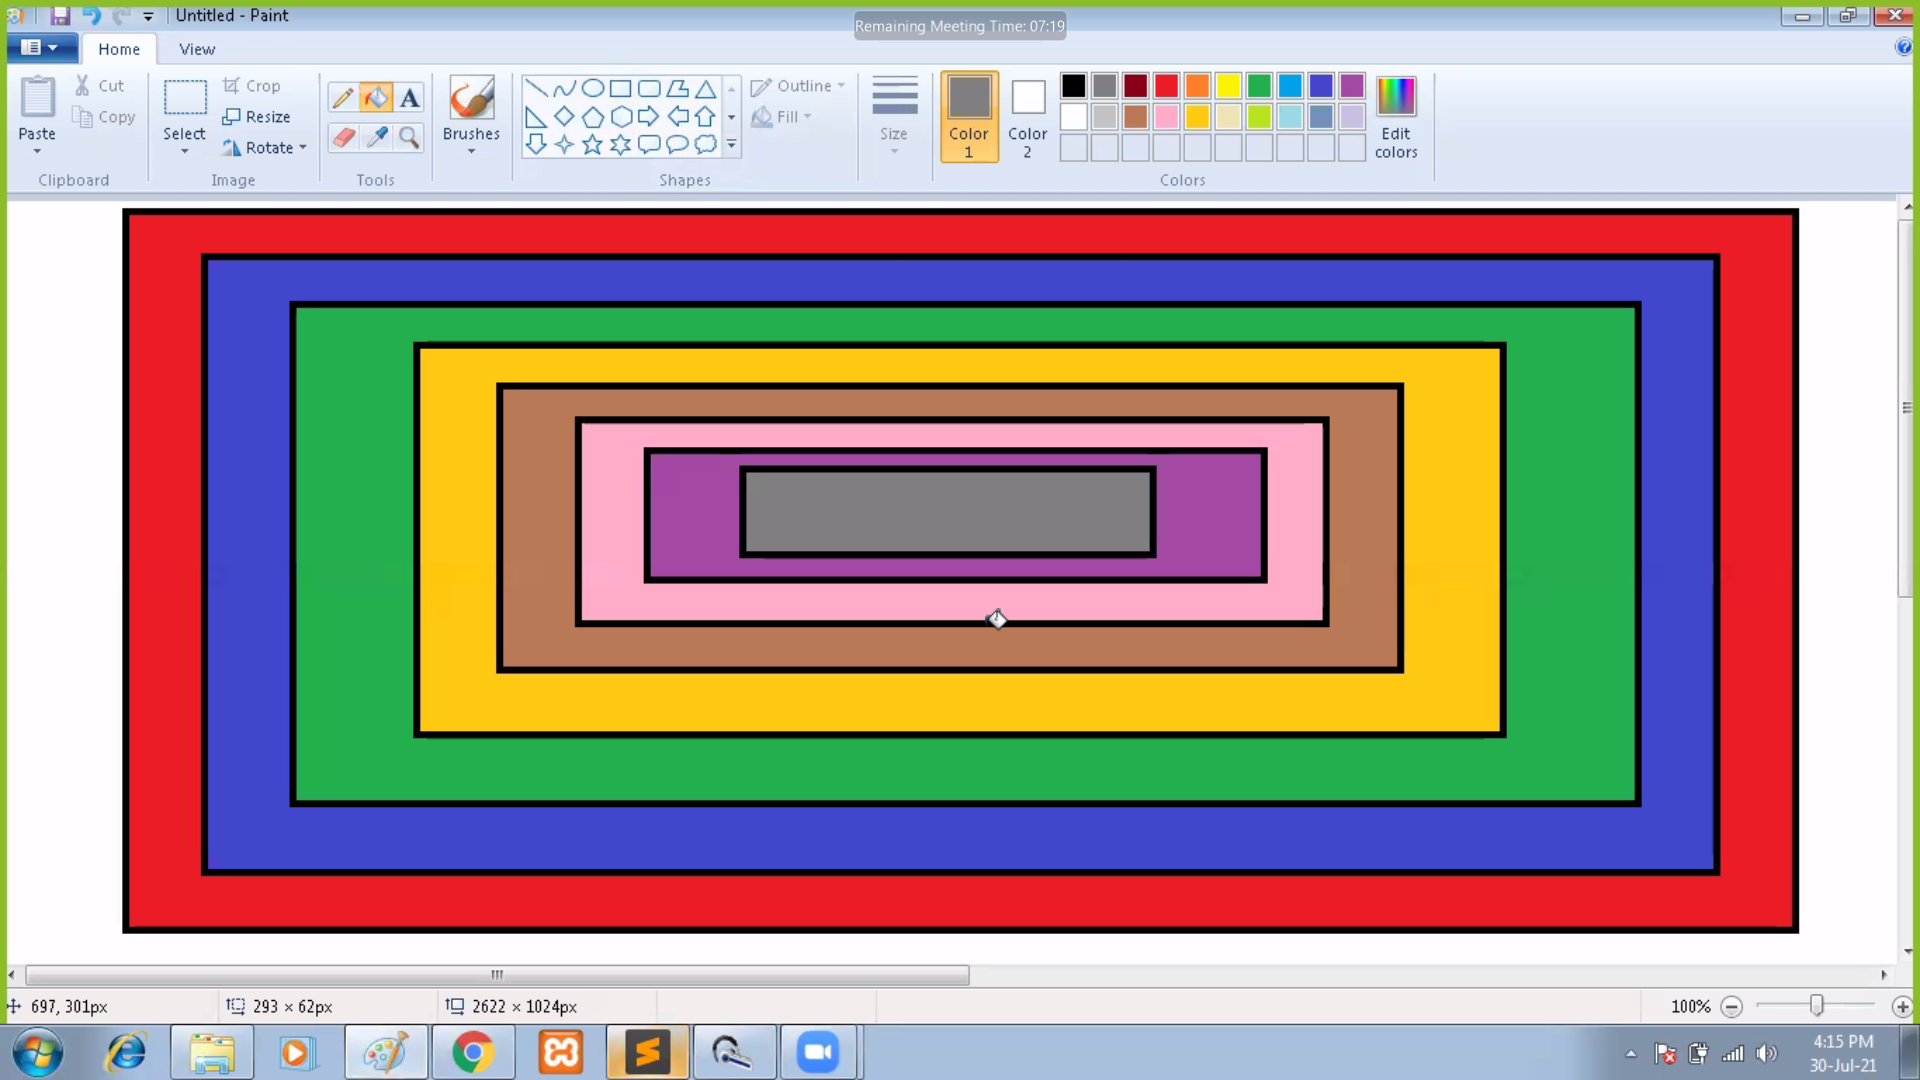 Untitled - Paint
Remaining Meeting Time: 07:19
Home
View
Paste
Cut
Copy
Clipboard
Select
Crop
Resize
Rotate
Image
A
Tools
Brushes
Shapes
Outline
Fill
Size
Color
1
Color
2
Edit
colors
Colors
697, 301px
293 × 62px
2622 × 1024px
100%
4:15 PM
30-Jul-21